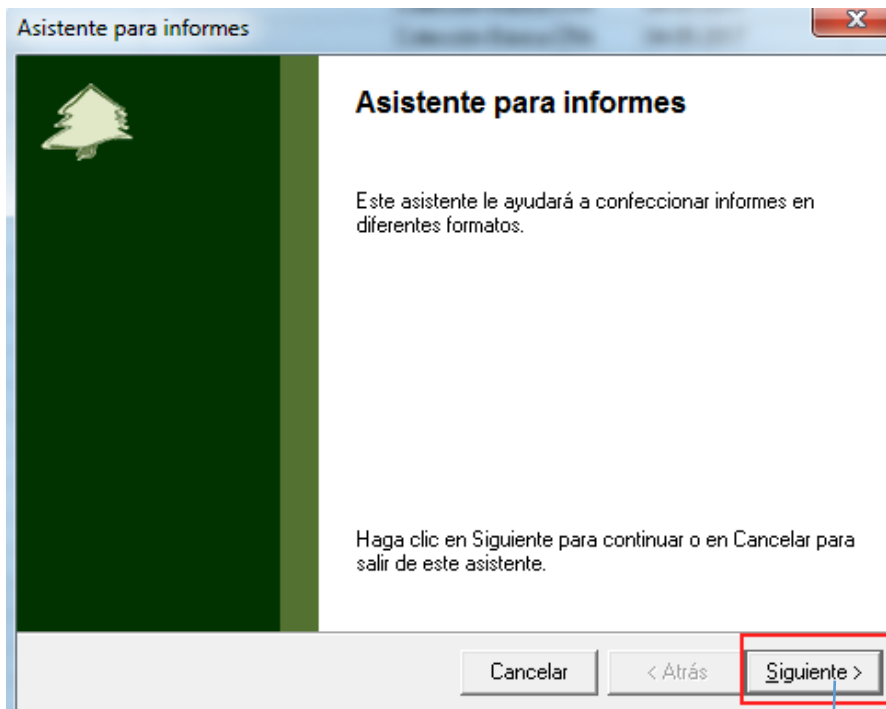 Asistente para informes
Asistente para informes
Este asistente le ayudará a confeccionar informes en
diferentes formatos.
Haga clic en Siguiente para continuar o en Cancelar para
salir de este asistente.
Cancelar
< Atrás
Siguiente >